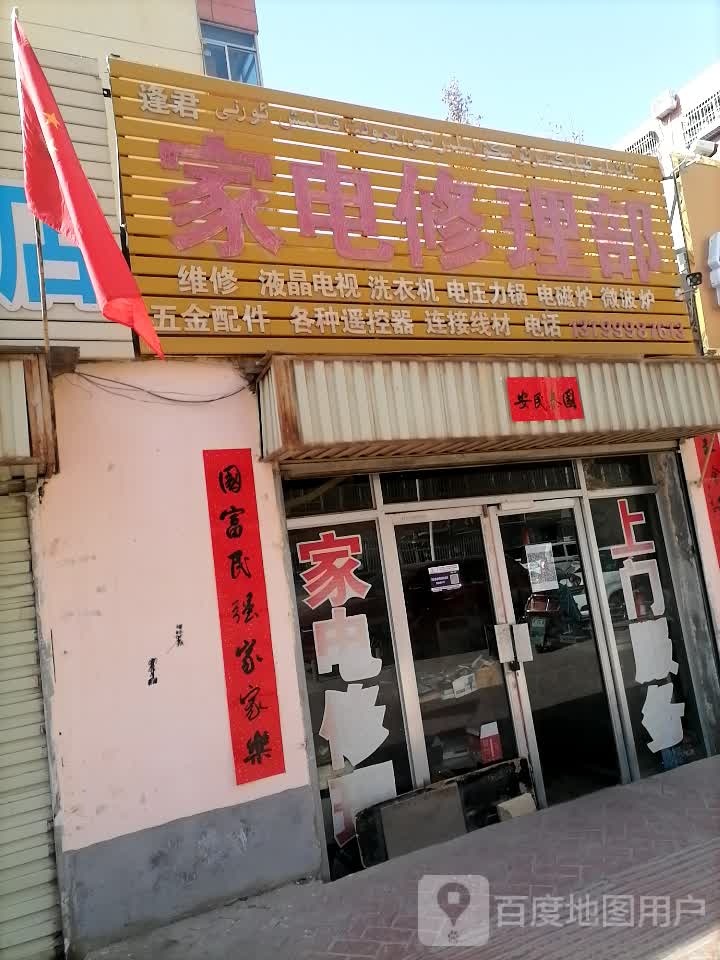 逢君
家电修理部
维修 液晶电视 洗衣机 电压力锅 电磁炉 微波炉
五金配件 各种遥控器 连接线材 电话
店
国泰民安
国富民强家家乐
家电修
上门服务
百度地图用户